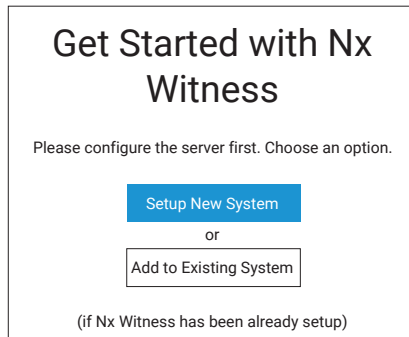 Get Started with Nx
Witness
Please configure the server first. Choose an option.
Setup New System
or
Add to Existing System
(if Nx Witness has been already setup)